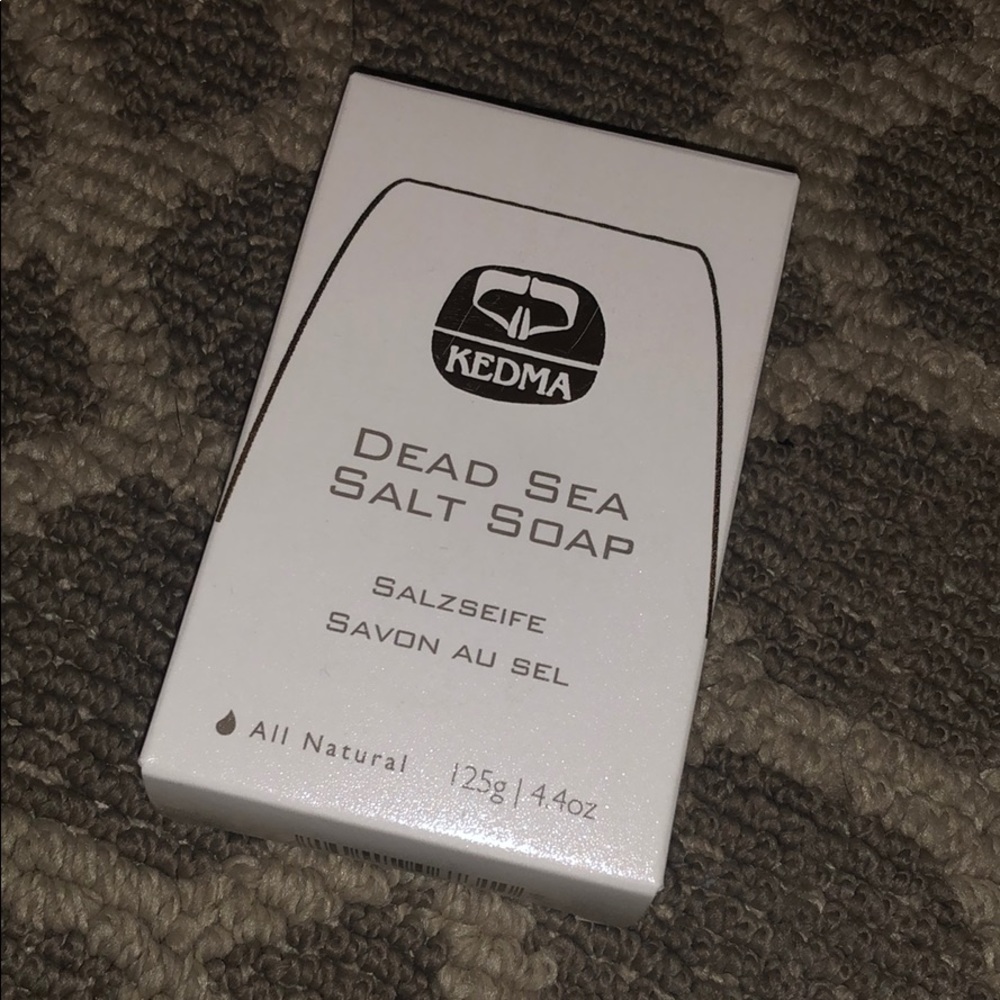 KEDMA
DEAD SEA
SALT SOAP
SALZSEIFE
SAVON AU SEL
All Natural 125g | 4.4oz